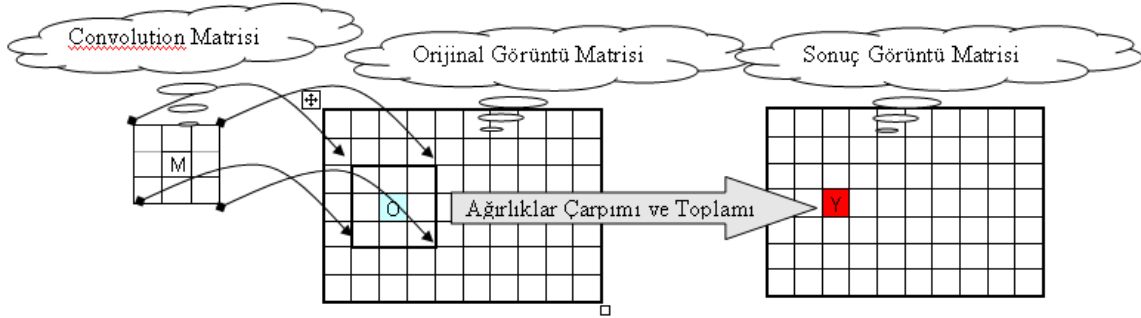 Convolution Matrisi
Orijinal Görüntü Matrisi
Sonuç Görüntü Matrisi
M
O
Ağırlıklar Çarpımı ve Toplamı
Y